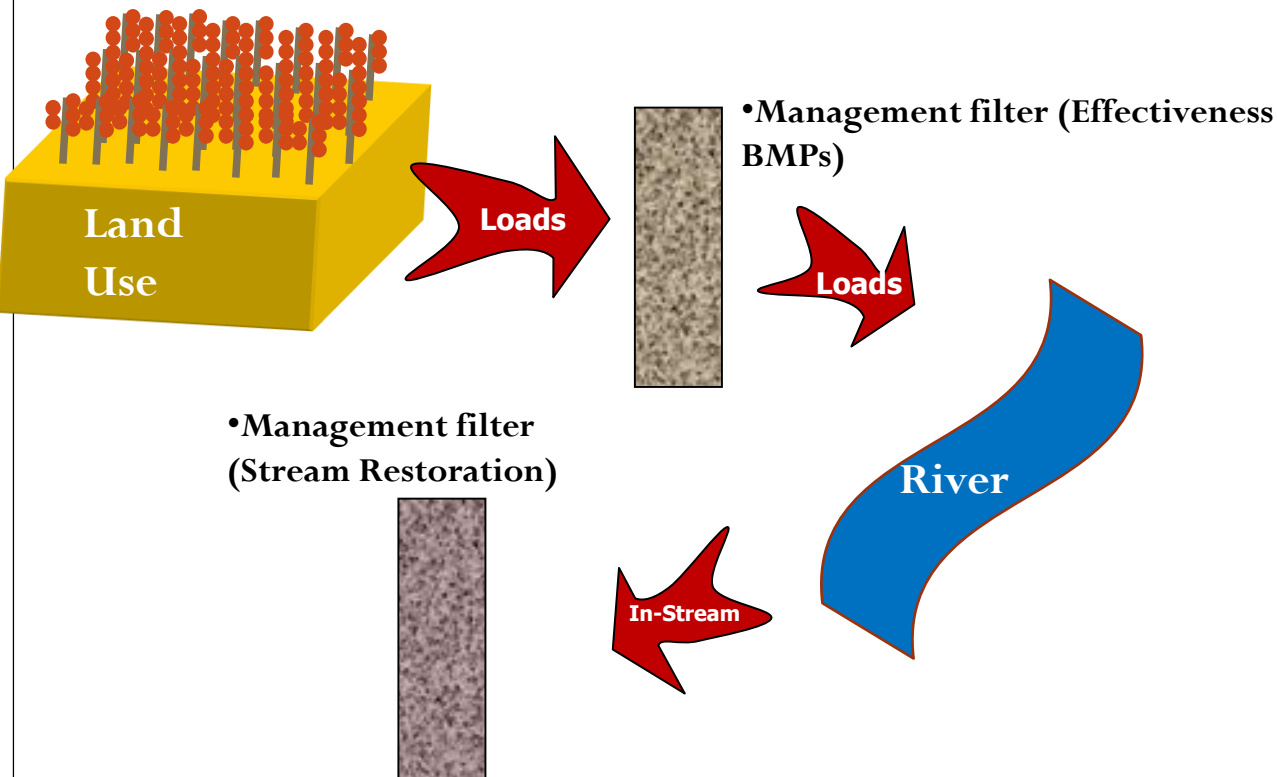 •Management filter (Effectiveness
BMPs)
Land
Use
Loads
Loads
•Management filter
(Stream Restoration)
River
In-Stream